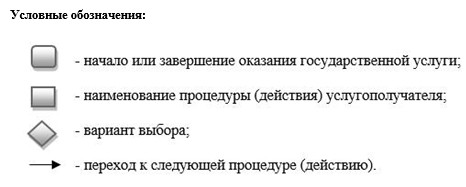 Условные обозначения:
- начало или завершение оказания государственной услуги;
- наименование процедуры (действия) услугополучателя;
- вариант выбора;
- переход к следующей процедуре (действию).